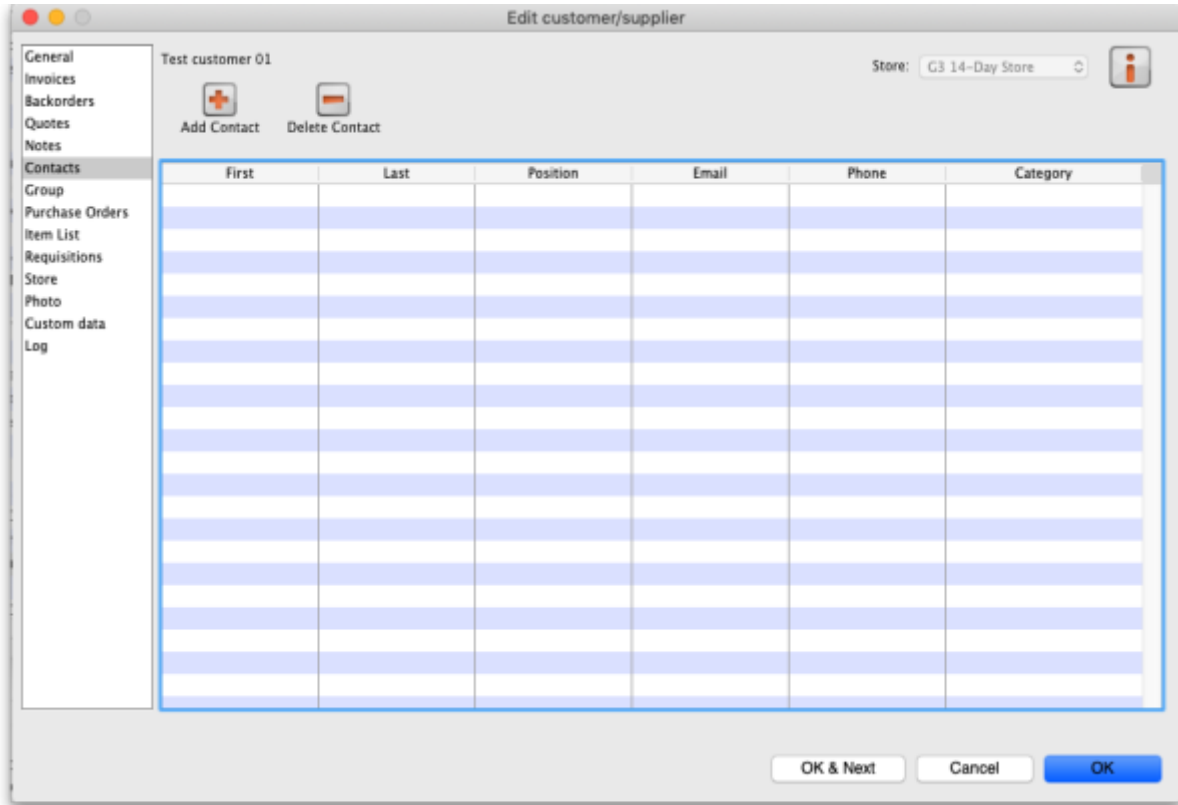 Edit customer/supplier
General
Invoices
Backorders
Quotes
Notes
Contacts
Group
Purchase Orders
Item List
Requisitions
Store
Photo
Custom data
Log
Test customer 01
Store: G3 14-Day Store
Add Contact Delete Contact
First Last Position Email Phone Category
OK & Next Cancel OK